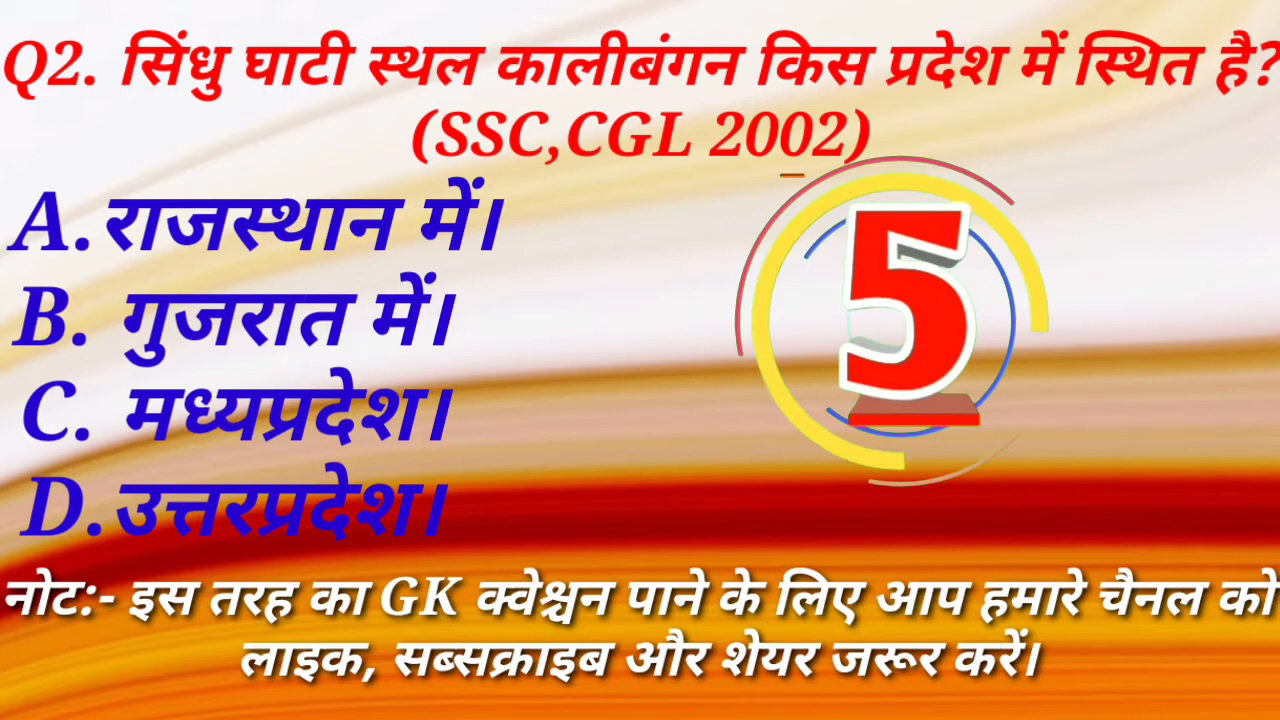 Q2. सिंधु घाटी स्थल कालीबंगन किस प्रदेश में स्थित है?
(SSC,CGL 2002)
A.राजस्थान में।
B. गुजरात में।
C. मध्यप्रदेश।
D.उत्तरप्रदेश।
5
नोट:- इस तरह का GK क्वेश्चन पाने के लिए आप हमारे चैनल को
लाइक, सब्सक्राइब और शेयर जरूर करें।